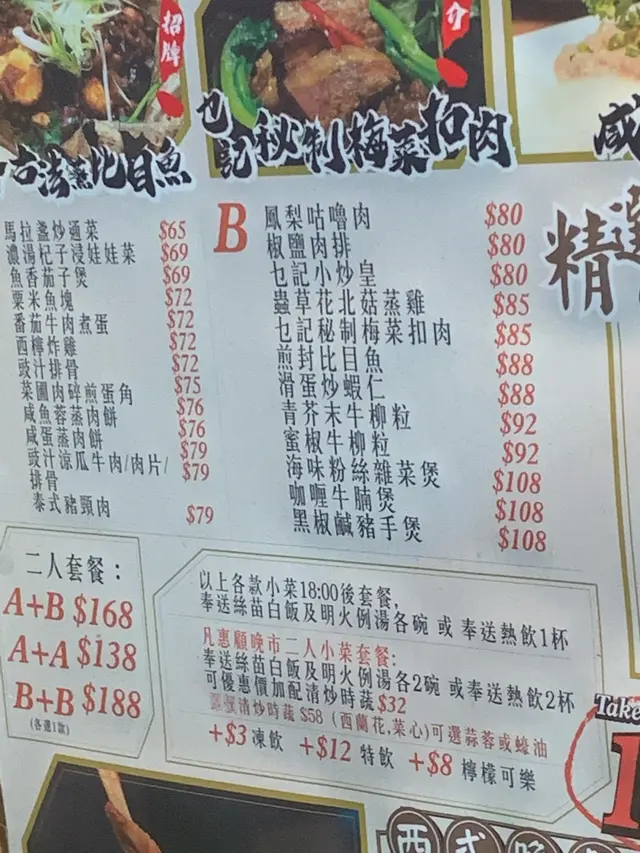 招牌
介
古法蒸比目魚
乜記秘制梅菜扣肉
咸
馬拉盞炒通菜 $65
濃湯杞子浸娃娃菜 $69
魚香茄子煲 $69
粟米魚塊 $72
番茄牛肉煮蛋 $72
西檸炸雞 $72
豉汁排骨 $72
菜圃肉碎煎蛋角 $75
咸魚蓉蒸肉餅 $76
咸蛋蒸肉餅 $76
豉汁涼瓜牛肉/肉片/ $79
排骨 $79
泰式豬頸肉 $79
B
鳳梨咕嚕肉 $80
椒鹽肉排 $80
乜記小炒皇 $80
蟲草花北菇蒸雞 $85
乜記秘制梅菜扣肉 $85
煎封比目魚 $88
滑蛋炒蝦仁 $88
青芥末牛柳粒 $92
蜜椒牛柳粒 $92
海味粉絲雜菜煲 $108
咖喱牛腩煲 $108
黑椒鹹豬手煲 $108
精選
二人套餐：
A+B $168
A+A $138
B+B $188
(各選1款)
以上各款小菜18:00後套餐,
奉送絲苗白飯及明火例湯各碗 或 奉送熱飲1杯
凡惠顧晚市二人小菜套餐:
奉送絲苗白飯及明火例湯各2碗 或奉送熱飲2杯
可優惠價加配清炒時蔬$32
清炒時蔬 $58 (西蘭花,菜心)可選蒜蓉或蠔油
+$3 凍飲 +$12 特飲 +$8 檸檬可樂
Take
西式